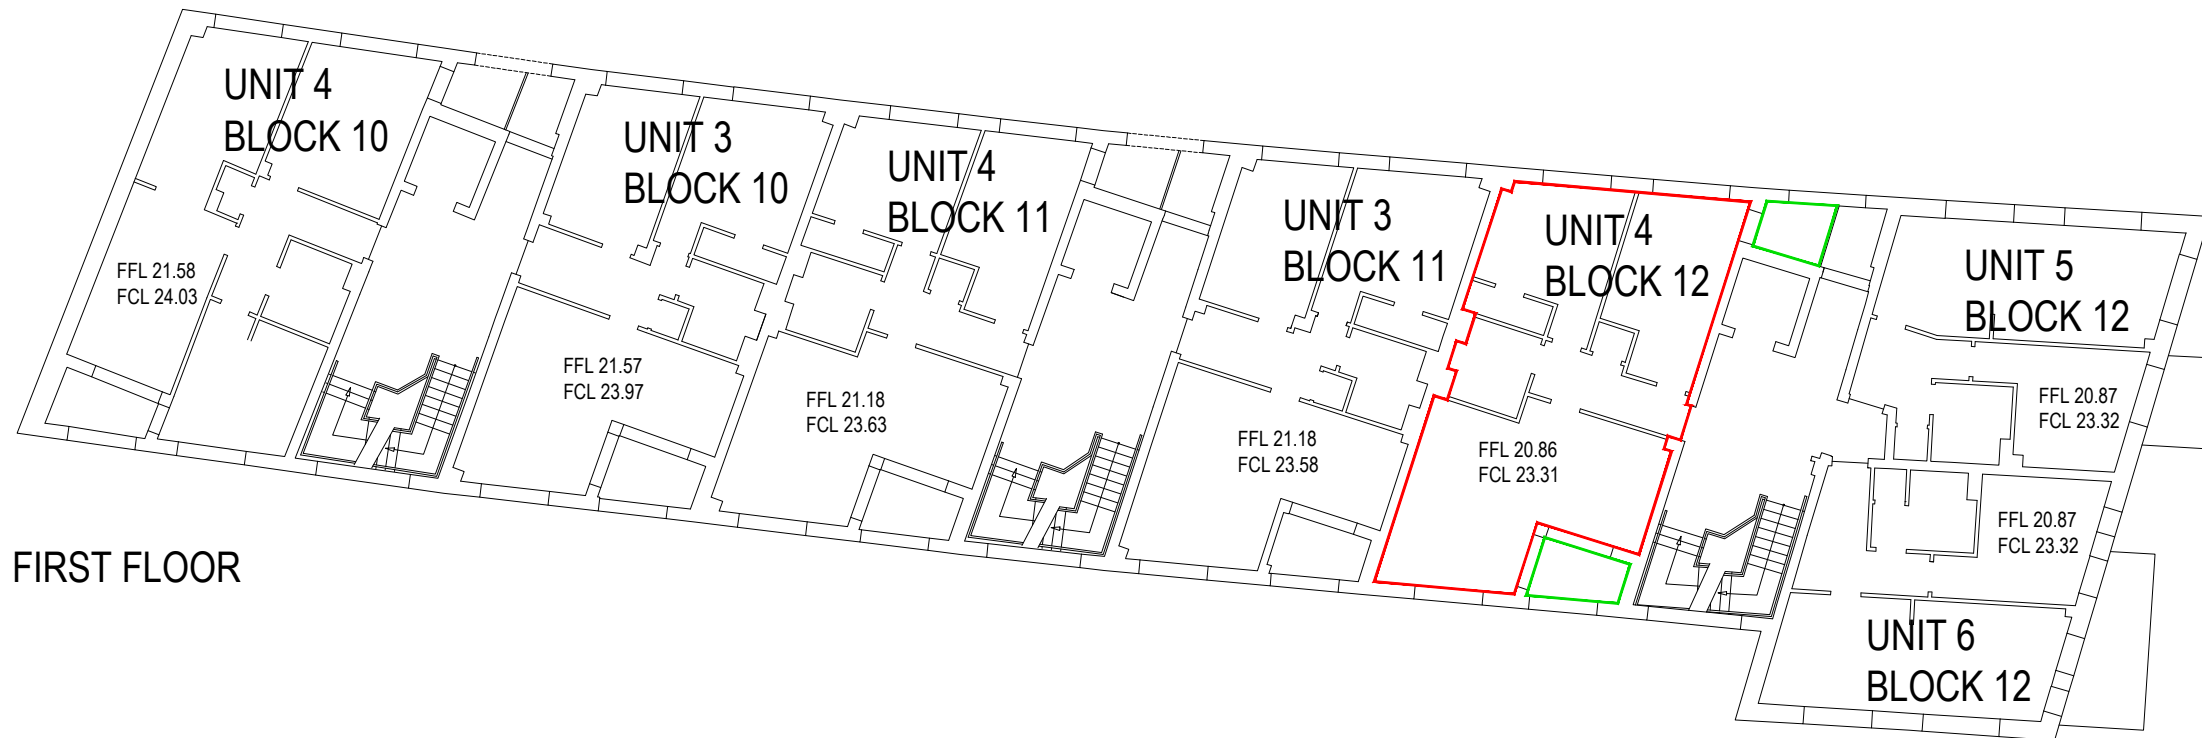 UNIT 4
BLOCK 10
UNIT 3
BLOCK 10
UNIT 4
BLOCK 11
UNIT 3
BLOCK 11
UNIT 4
BLOCK 12
UNIT 5
BLOCK 12
FFL 21.58
FCL 24.03
FFL 21.57
FCL 23.97
FFL 21.18
FCL 23.63
FFL 21.18
FCL 23.58
FFL 20.86
FCL 23.31
FFL 20.87
FCL 23.32
FFL 20.87
FCL 23.32
FIRST FLOOR
UNIT 6
BLOCK 12